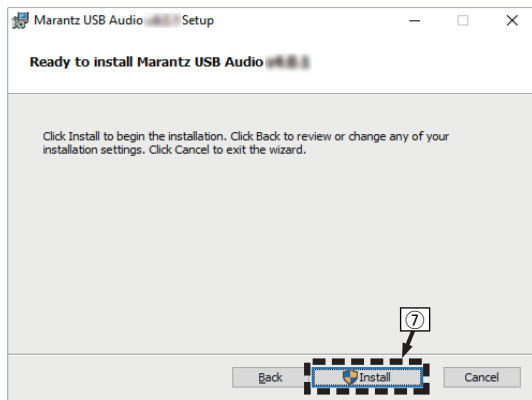 Marantz USB Audio Setup
Ready to install Marantz USB Audio
Click Install to begin the installation. Click Back to review or change any of your
installation settings. Click Cancel to exit the wizard.
⑦
Back Install Cancel